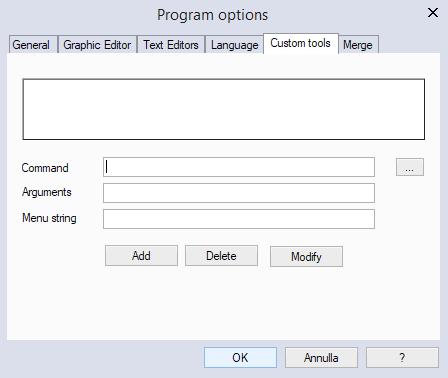 Program options
General Graphic Editor Text Editors Language Custom tools Merge
Command ...
Arguments
Menu string
Add Delete Modify
OK Annulla ?